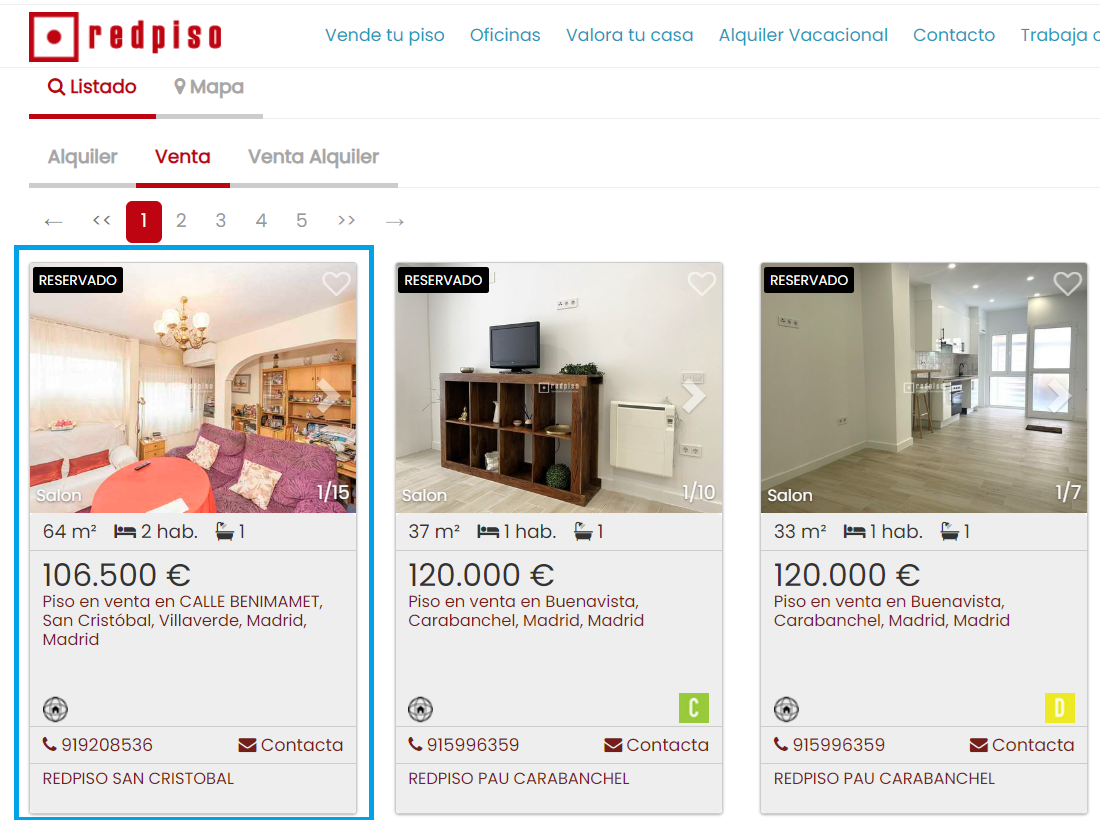 redpiso
Vende tu piso Oficinas Valora tu casa Alquiler Vacacional Contacto Trabaja
Listado Mapa
Alquiler Venta Venta Alquiler
← << 1 2 3 4 5 >> →
RESERVADO
Salon 1/15
64 m² 2 hab. 1
106.500 €
Piso en venta en CALLE BENIMAMET,
San Cristóbal, Villaverde, Madrid,
Madrid
919208536 Contacta
REDPISO SAN CRISTOBAL
RESERVADO
redpiso
Salon 1/10
37 m² 1 hab. 1
120.000 €
Piso en venta en Buenavista,
Carabanchel, Madrid, Madrid
C
915996359 Contacta
REDPISO PAU CARABANCHEL
RESERVADO
redpiso
Salon 1/7
33 m² 1 hab. 1
120.000 €
Piso en venta en Buenavista,
Carabanchel, Madrid, Madrid
D
915996359 Contacta
REDPISO PAU CARABANCHEL